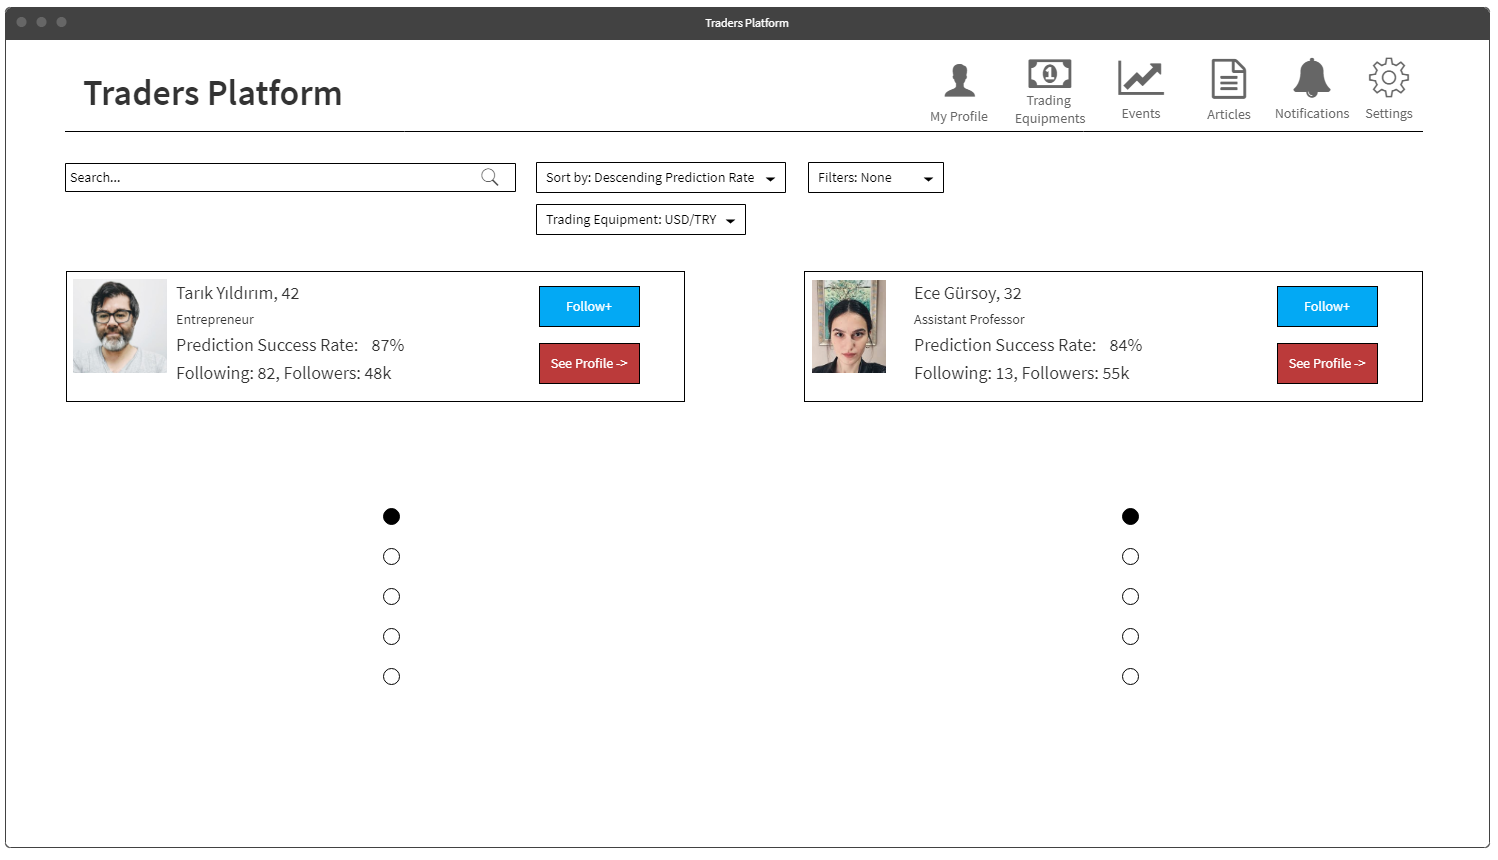 Traders Platform
Traders Platform
My Profile
Trading
Equipments
Events
Articles
Notifications
Settings
Search...
Sort by: Descending Prediction Rate
Filters: None
Trading Equipment: USD/TRY
Tarık Yıldırım, 42
Entrepreneur
Prediction Success Rate: 87%
Following: 82, Followers: 48k
Follow+
See Profile ->
Ece Gürsoy, 32
Assistant Professor
Prediction Success Rate: 84%
Following: 13, Followers: 55k
Follow+
See Profile ->